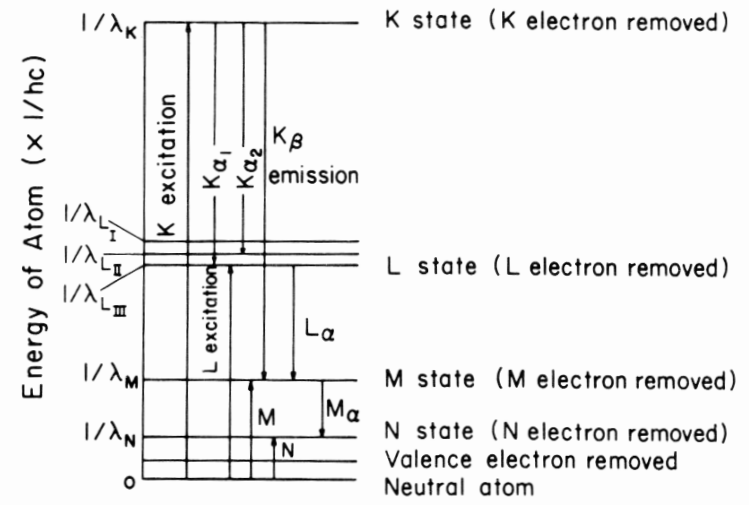 Energy of Atom (x 1/hc)
1/λK
K state (K electron removed)
K excitation
Kα1
Kα2
Kβ
emission
1/λLI
1/λLII
1/λLIII
L state (L electron removed)
L excitation
Lα
1/λM
M state (M electron removed)
M
Mα
1/λN
N state (N electron removed)
N
Valence electron removed
0
Neutral atom